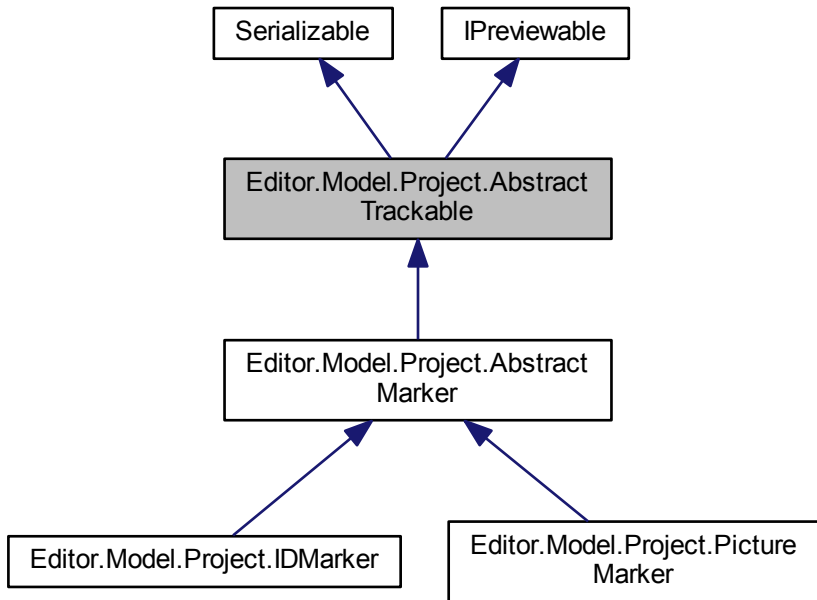 Serializable
IPreviewable
Editor.Model.Project.Abstract
Trackable
Editor.Model.Project.Abstract
Marker
Editor.Model.Project.IDMarker
Editor.Model.Project.Picture
Marker